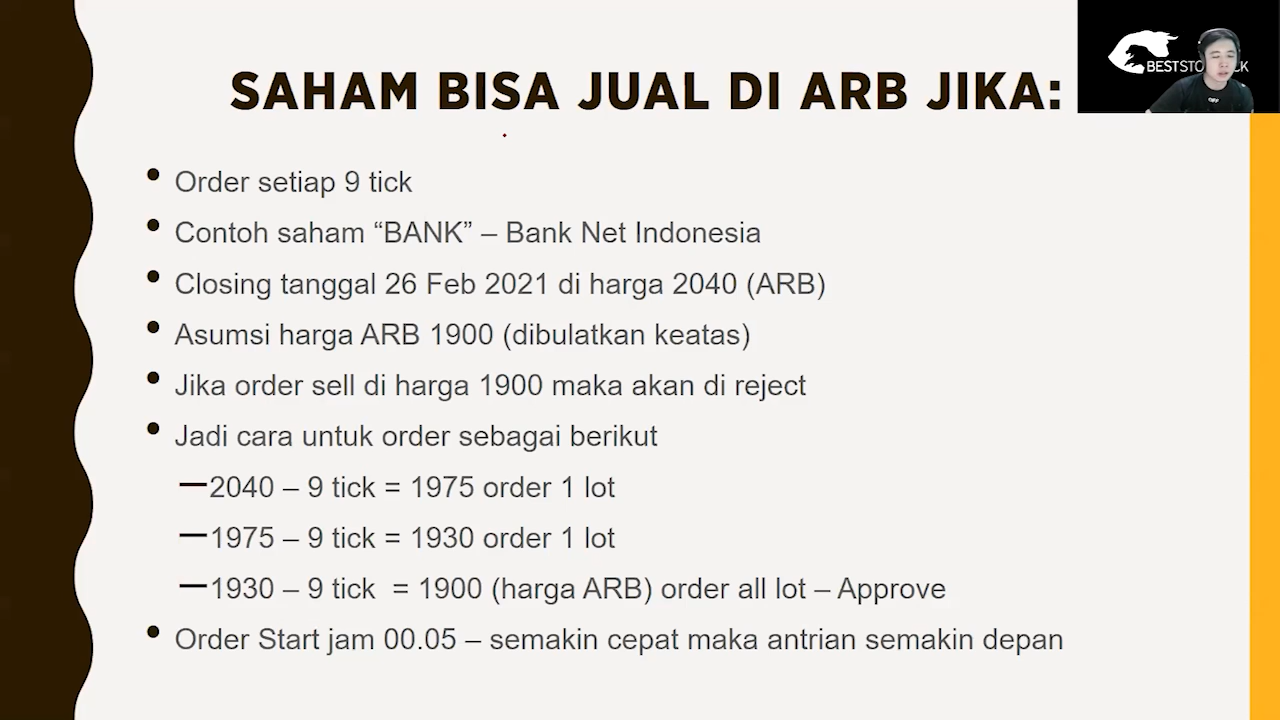 SAHAM BISA JUAL DI ARB JIKA:
• Order setiap 9 tick
• Contoh saham “BANK” – Bank Net Indonesia
• Closing tanggal 26 Feb 2021 di harga 2040 (ARB)
• Asumsi harga ARB 1900 (dibulatkan keatas)
• Jika order sell di harga 1900 maka akan di reject
• Jadi cara untuk order sebagai berikut
—2040 – 9 tick = 1975 order 1 lot
—1975 – 9 tick = 1930 order 1 lot
—1930 – 9 tick = 1900 (harga ARB) order all lot – Approve
• Order Start jam 00.05 – semakin cepat maka antrian semakin depan